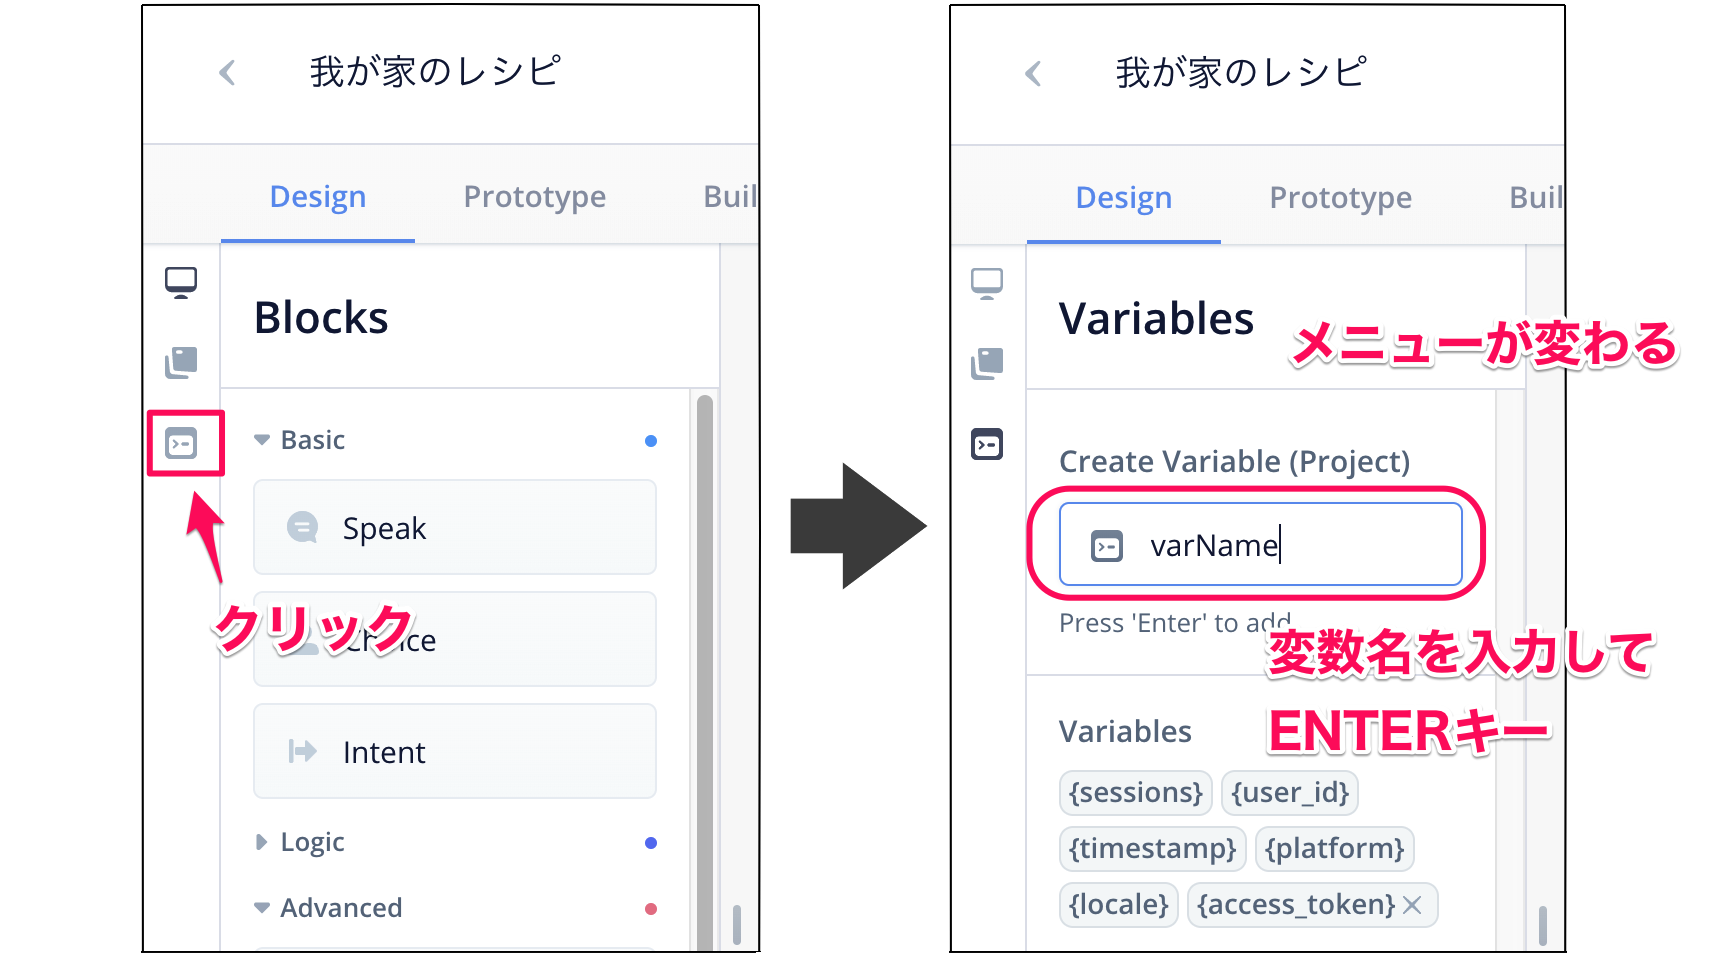 我が家のレシピ
Design Prototype Buil
Blocks
Basic
Speak
Choice
Intent
Logic
Advanced
クリック
我が家のレシピ
Design Prototype Buil
Variables
メニューが変わる
Create Variable (Project)
varName
Press 'Enter' to add
変数名を入力して
ENTERキー
Variables
{sessions} {user_id}
{timestamp} {platform}
{locale} {access_token}